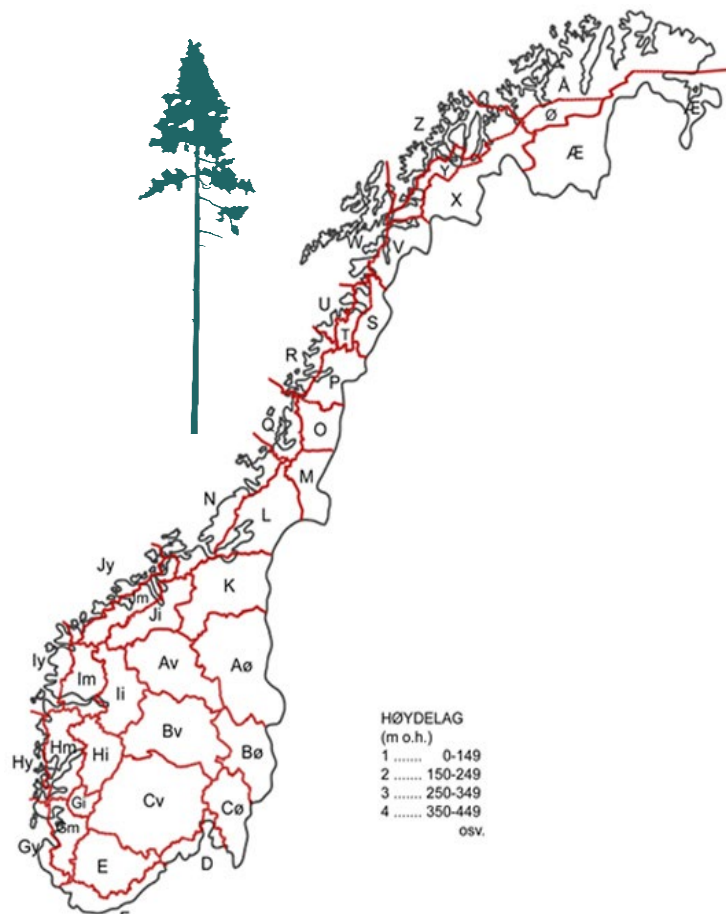 Å
Ø
Æ
Æ
Z
Y
X
W
V
U
T
S
R
P
Q
O
N
M
L
Jy
Jm
Ji
K
Iy
Im
Ii
Av
Aø
Hy
Hm
Hi
Bv
Bø
Gi
Gm
Gy
Cv
Cø
E
D
HØYDELAG
(m o.h.)
1 ....... 0-149
2 ....... 150-249
3 ....... 250-349
4 ....... 350-449
osv.